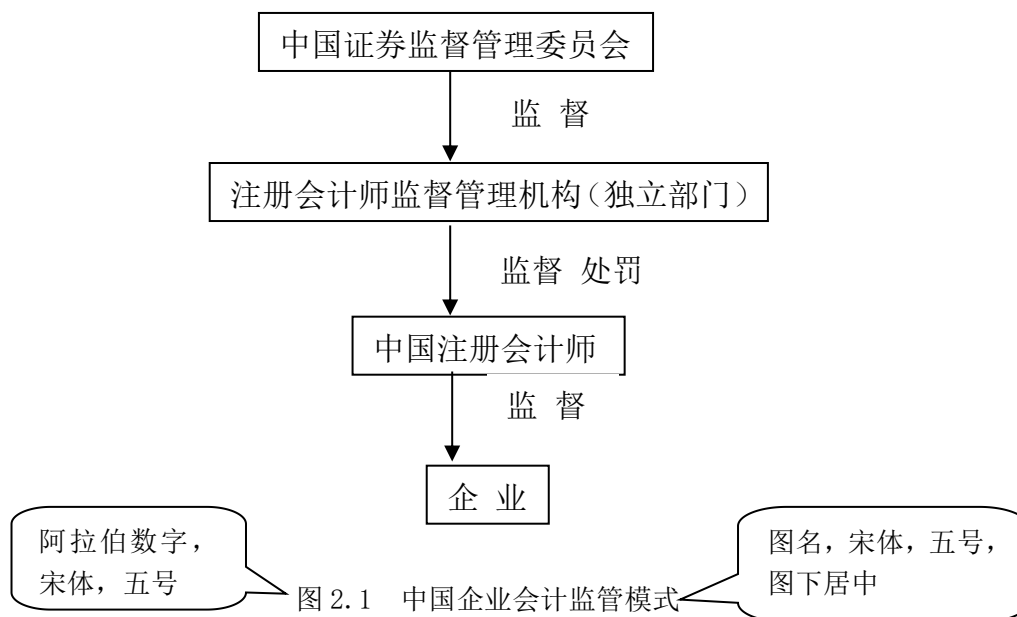 中国证券监督管理委员会
监 督
注册会计师监督管理机构（独立部门）
监督 处罚
中国注册会计师
监 督
企 业
阿拉伯数字，
宋体，五号
图名，宋体，五号，
图下居中
图 2.1 中国企业会计监管模式